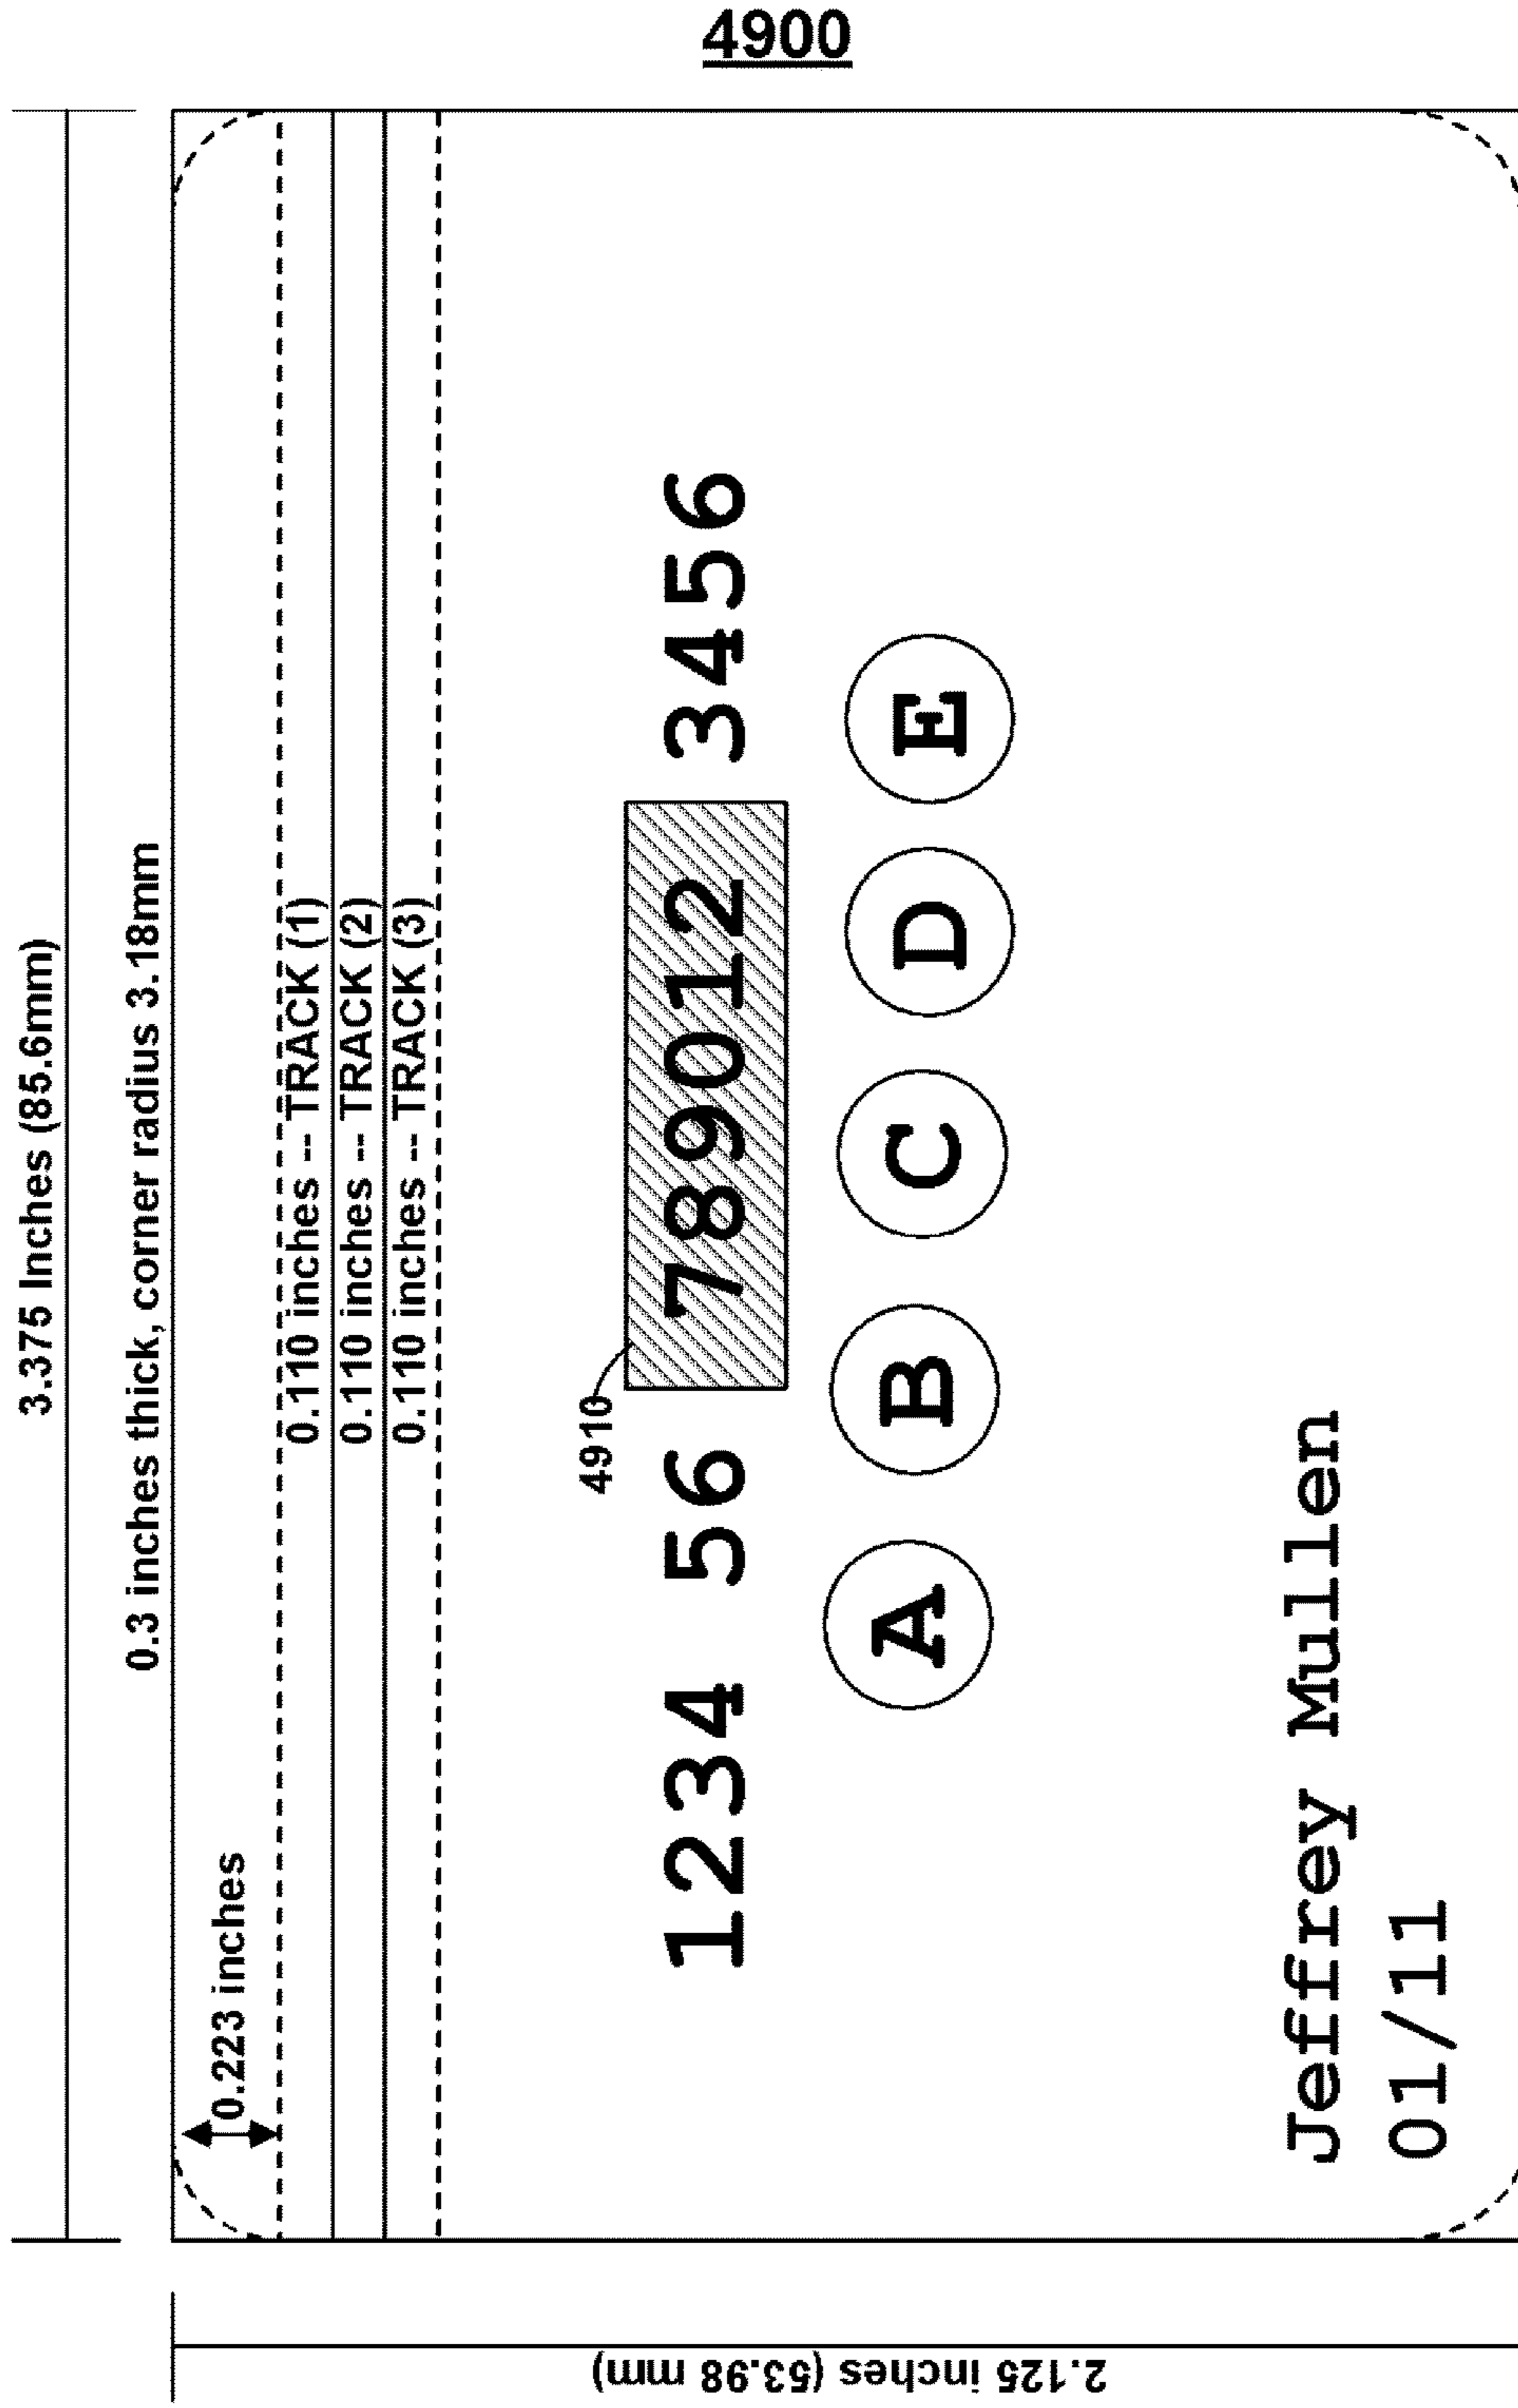 4900
3.375 Inches (85.6mm)
0.3 inches thick, corner radius 3.18mm
0.223 inches
0.110 inches -- TRACK (1)
0.110 inches -- TRACK (2)
0.110 inches -- TRACK (3)
4910
1234 56 789012 3456
A B C D E
Jeffrey Mullen
01/11
2.125 inches (53.98 mm)